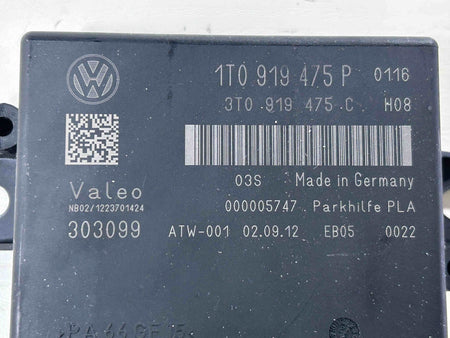 1T0 919 475 P 0116
3T0 919 475 C H08
03S Made in Germany
Valeo
NB02/1223701424
000005747 Parkhilfe PLA
303099 ATW-001 02.09.12 EB05 0022